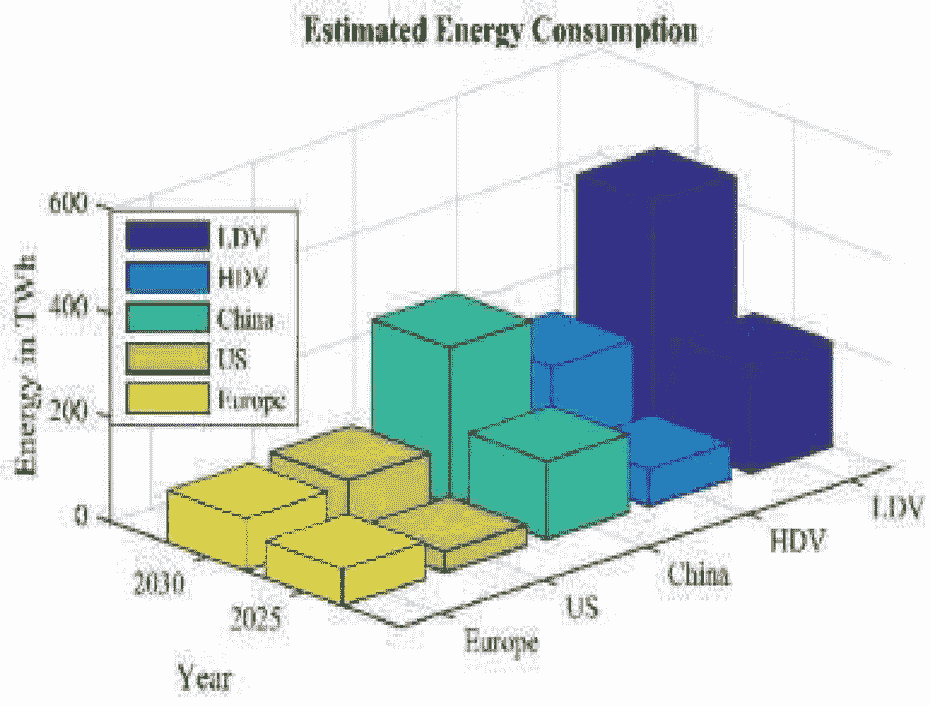 Estimated Energy Consumption
Energy in TWh
600
400
200
0
LDV
HDV
China
US
Europe
2030
2025
Year
Europe
US
China
HDV
LDV